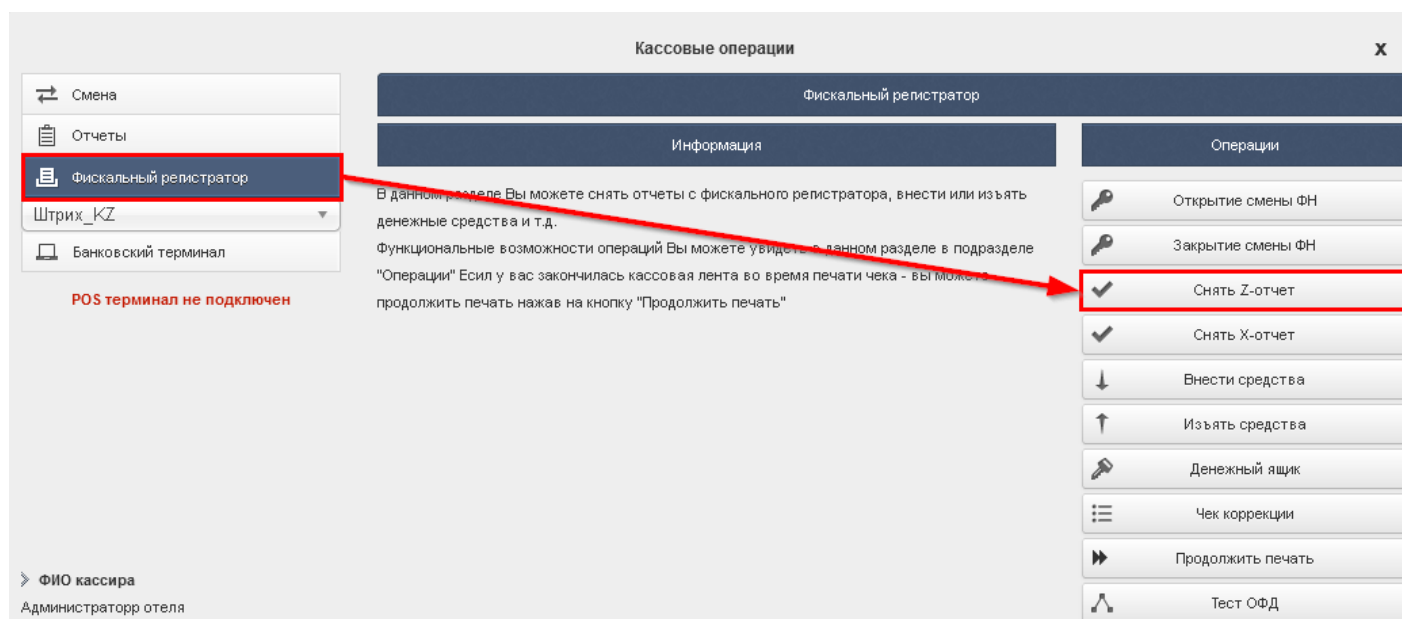 Кассовые операции
x
Смена
Отчеты
Фискальный регистратор
Штрих_KZ
Банковский терминал
POS терминал не подключен
Фискальный регистратор
Информация
В данном разделе Вы можете снять отчеты с фискального регистратора, внести или изъять
денежные средства и т.д.
Функциональные возможности операций Вы можете увидеть в данном разделе в подразделе
"Операции" Есил у вас закончилась кассовая лента во время печати чека - вы можете
продолжить печать нажав на кнопку "Продолжить печать"
Операции
Открытие смены ФН
Закрытие смены ФН
Снять Z-отчет
Снять X-отчет
Внести средства
Изъять средства
Денежный ящик
Чек коррекции
Продолжить печать
Тест ОФД
ФИО кассира
Администраторр отеля